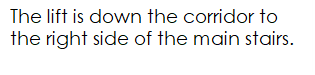 The lift is down the corridor to
the right side of the main stairs.